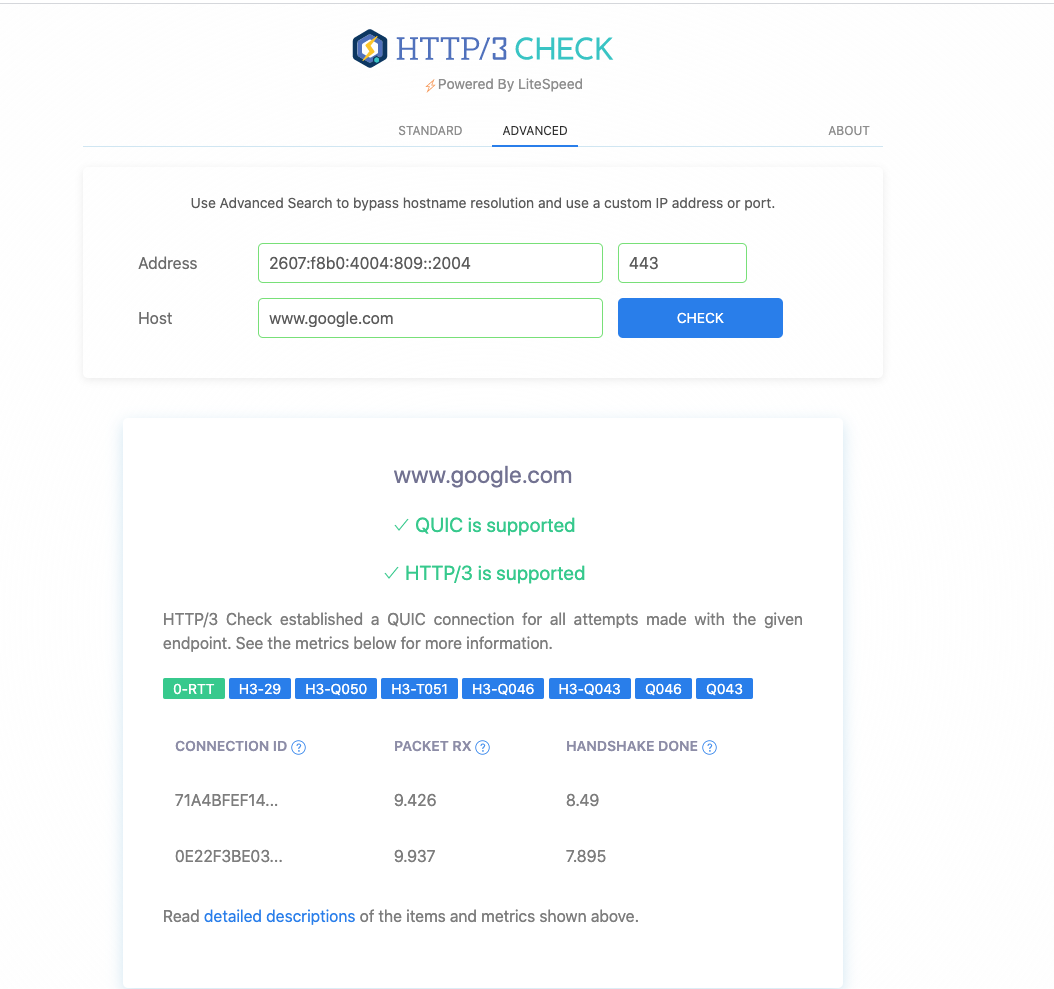 HTTP/3 CHECK
Powered By LiteSpeed
STANDARD ADVANCED ABOUT
Use Advanced Search to bypass hostname resolution and use a custom IP address or port.
Address 2607:f8b0:4004:809::2004 443
Host www.google.com CHECK
www.google.com
✓ QUIC is supported
✓ HTTP/3 is supported
HTTP/3 Check established a QUIC connection for all attempts made with the given
endpoint. See the metrics below for more information.
0-RTT H3-29 H3-Q050 H3-T051 H3-Q046 H3-Q043 Q046 Q043
CONNECTION ID ? PACKET RX ? HANDSHAKE DONE ?
71A4BFEF14... 9.426 8.49
0E22F3BE03... 9.937 7.895
Read detailed descriptions of the items and metrics shown above.